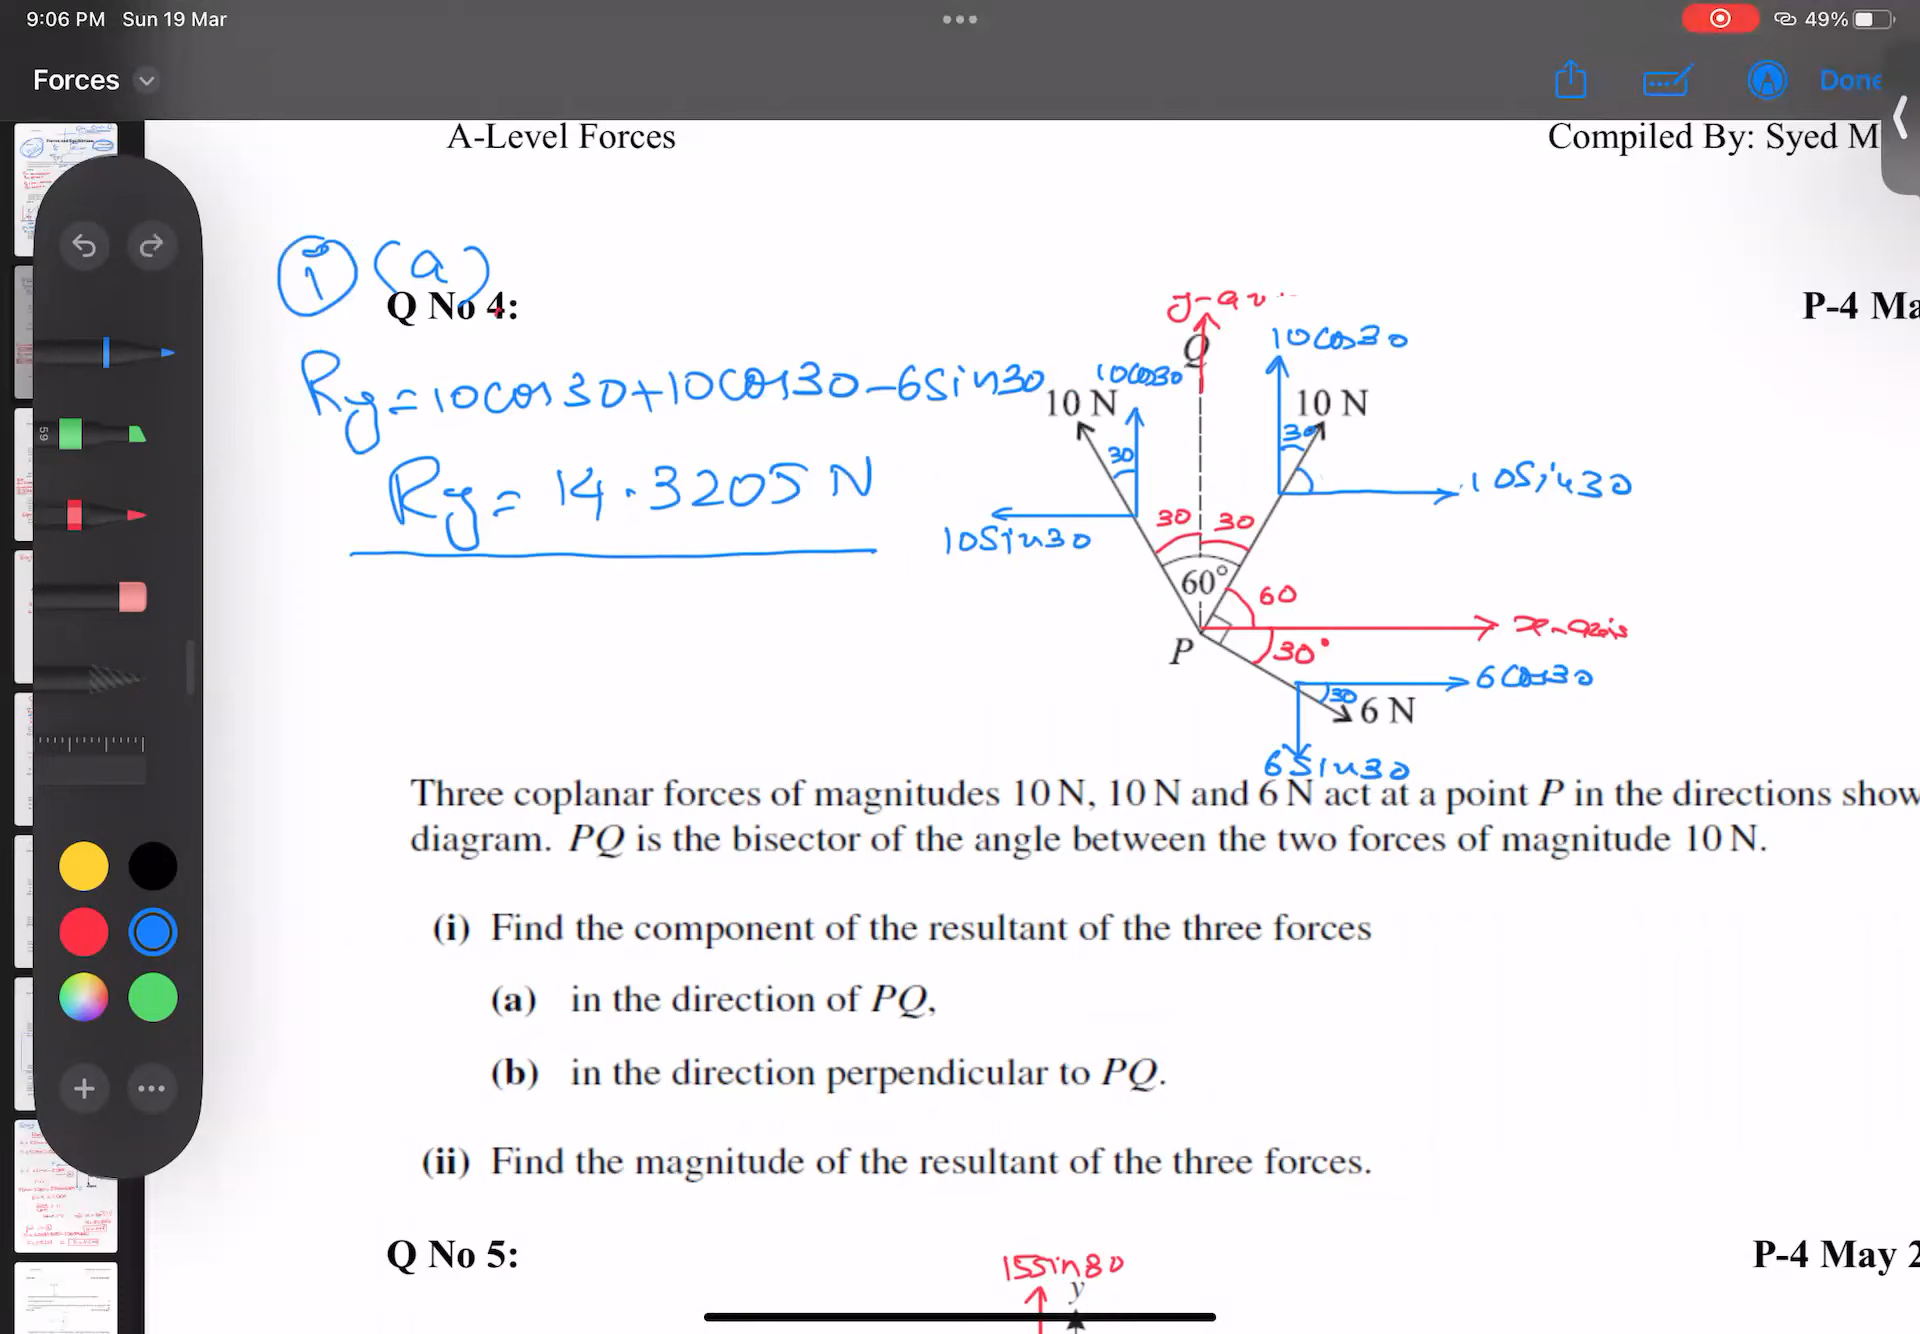 9:06 PM Sun 19 Mar
49%
Forces
Done
A-Level Forces
Compiled By: Syed M
i (a)
Q No 4:
P-4 Ma
Ry = 10cos30+10cos30-6sin30
Ry = 14.3205 N
y-ax
Q
10cos30
10cos30
10 N
10 N
30
30
10sin30
10sin30
30 30
60°
60
x-axis
P
30°
6cos30
30
6 N
6sin30
Three coplanar forces of magnitudes 10 N, 10 N and 6 N act at a point P in the directions show
diagram. PQ is the bisector of the angle between the two forces of magnitude 10 N.
(i) Find the component of the resultant of the three forces
(a) in the direction of PQ,
(b) in the direction perpendicular to PQ.
(ii) Find the magnitude of the resultant of the three forces.
Q No 5:
P-4 May 2
15sin80
y
59